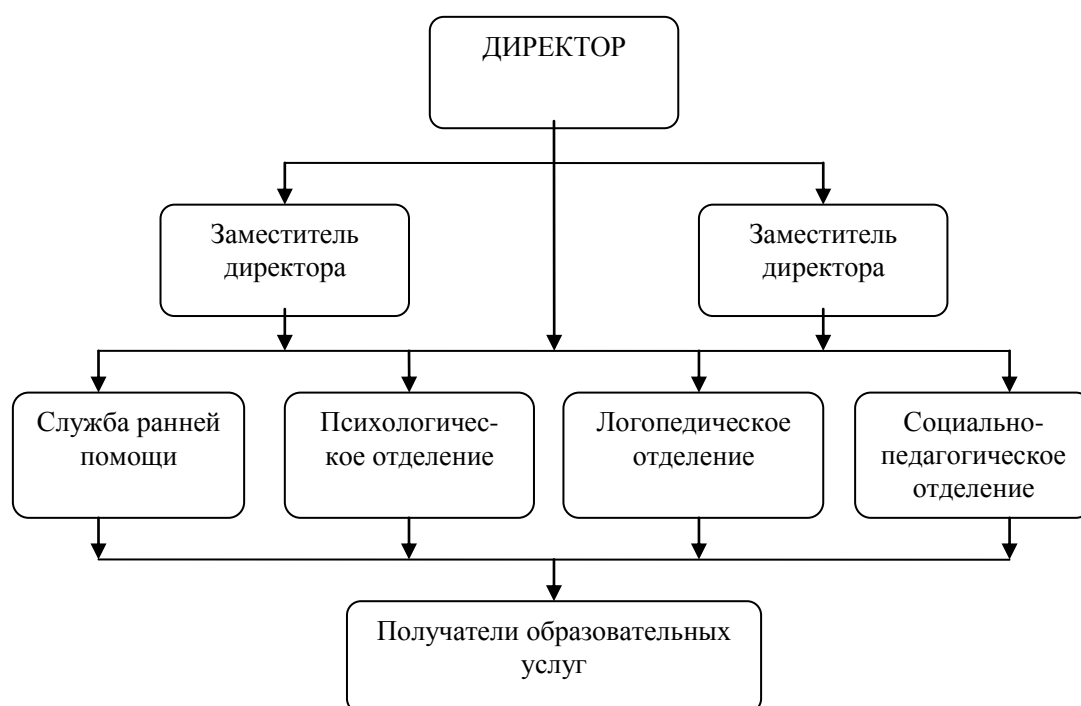 ДИРЕКТОР
Заместитель
директора
Заместитель
директора
Служба ранней
помощи
Психологичес-
кое отделение
Логопедическое
отделение
Социально-
педагогическое
отделение
Получатели образовательных
услуг